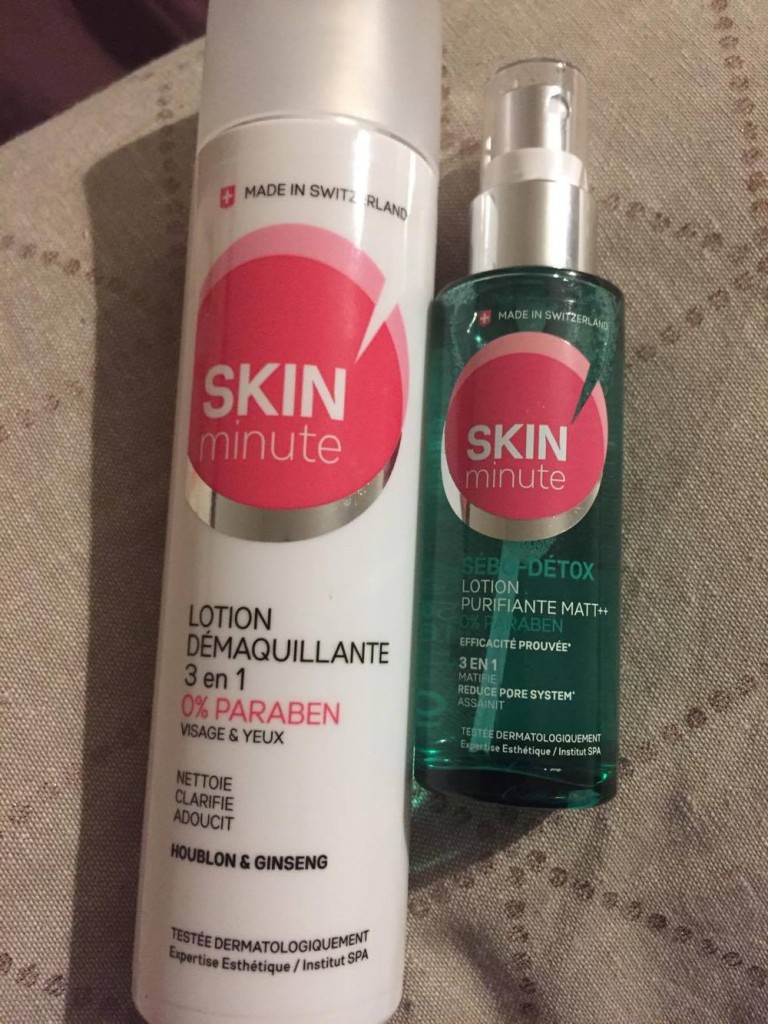 MADE IN SWITZERLAND
SKIN
minute
LOTION
DÉMAQUILLANTE
3 en 1
0% PARABEN
VISAGE & YEUX
NETTOIE
CLARIFIE
ADOUCIT
HOUBLON & GINSENG
TESTÉE DERMATOLOGIQUEMENT
Expertise Esthétique / Institut SPA
MADE IN SWITZERLAND
SKIN
minute
SÉBO-DÉTOX
LOTION
PURIFIANTE MATT++
0% PARABEN
EFFICACITÉ PROUVÉE*
3 EN 1
MATIFIE
REDUCE PORE SYSTEM*
ASSAINIT
TESTÉE DERMATOLOGIQUEMENT
Expertise Esthétique / Institut SPA